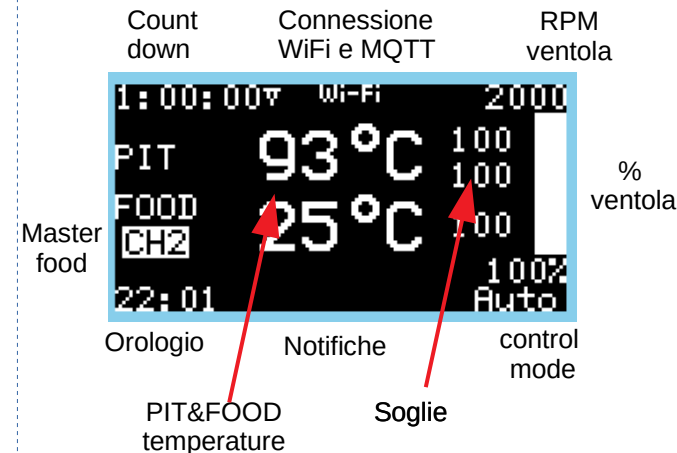 Count
down
Connessione
WiFi e MQTT
RPM
ventola
1:00:00▿ Wi-Fi 2000
PIT 93°C 100
100
FOOD 25°C 100
CH2
100%
22:01 Auto
%
ventola
Master
food
Orologio
Notifiche
control
mode
PIT&FOOD
temperature
Soglie